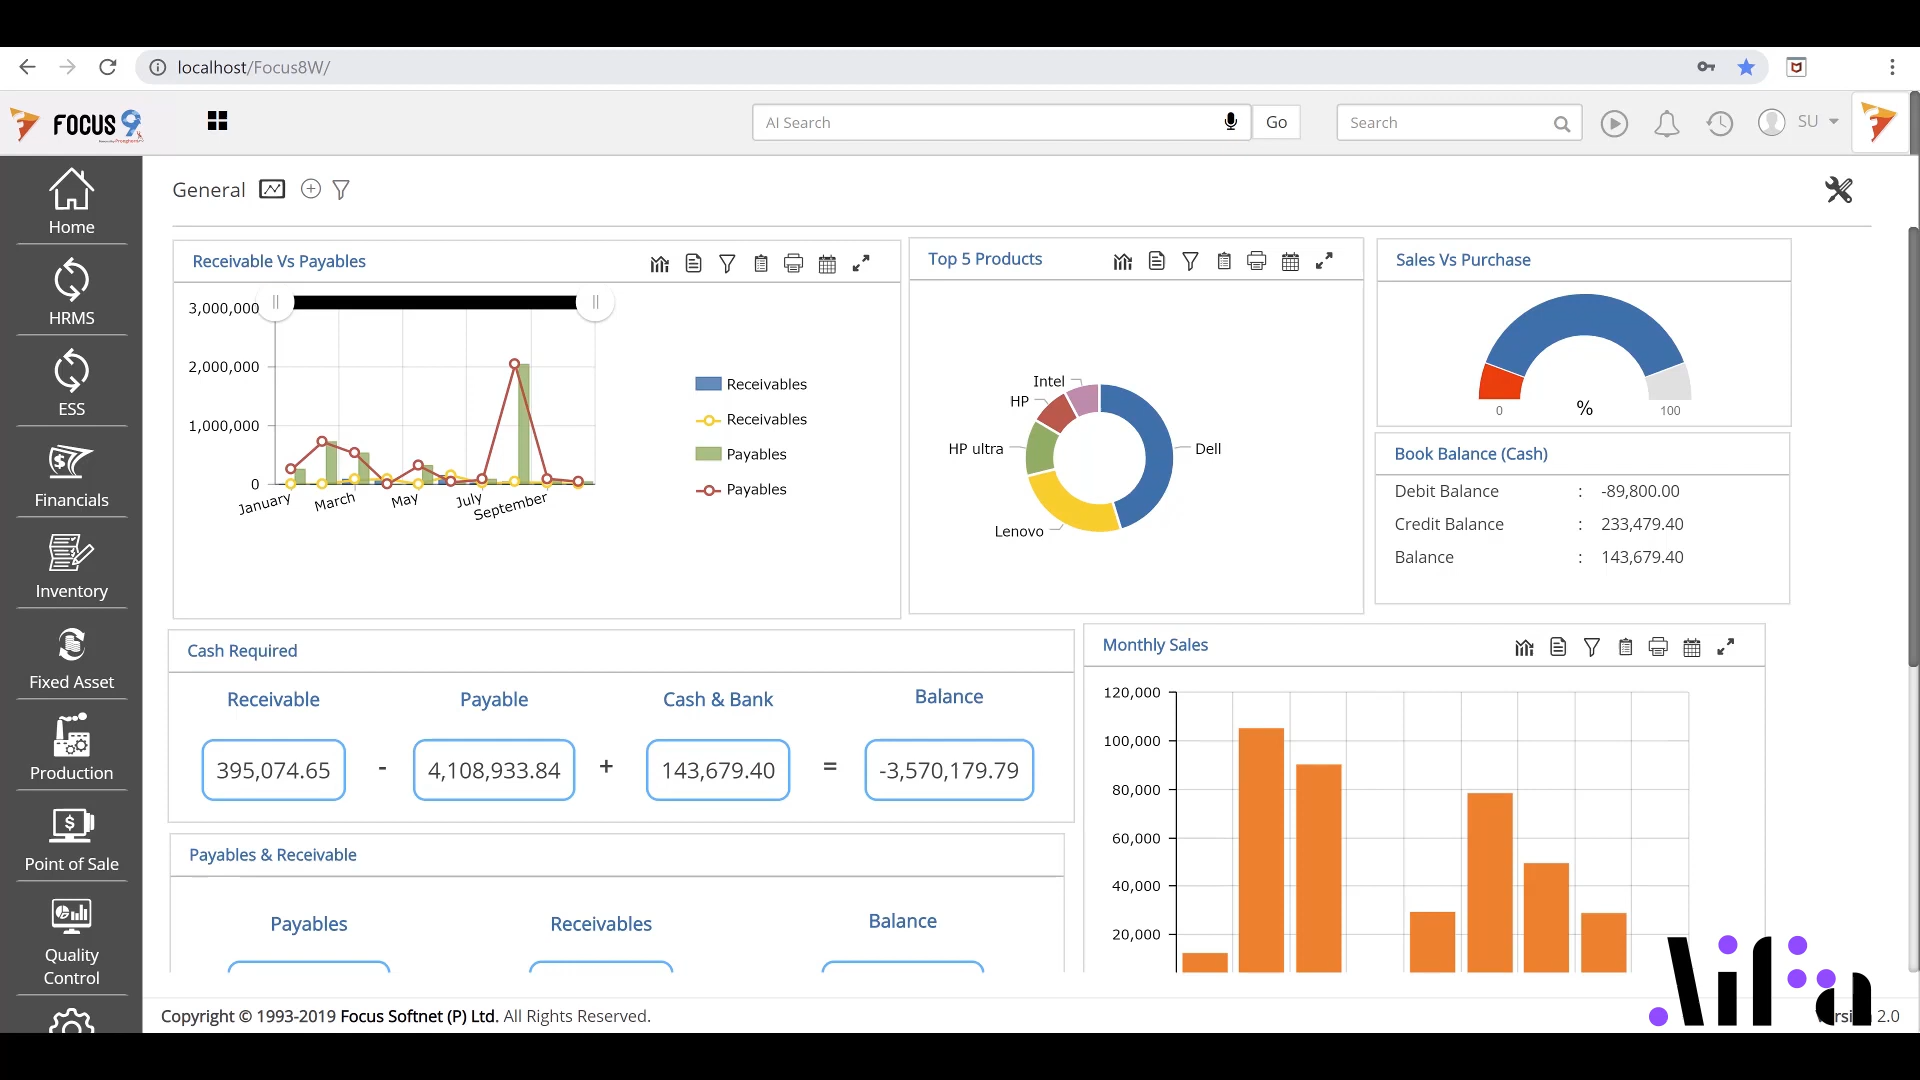 localhost/Focus8W/
FOCUS 9
AI Search
Go
Search
SU
Home
HRMS
ESS
Financials
Inventory
Fixed Asset
Production
Point of Sale
Quality
Control
General
Receivable Vs Payables
3,000,000
2,000,000
1,000,000
0
January
March
May
July
September
Receivables
Receivables
Payables
Payables
Top 5 Products
Intel
HP
HP ultra
Lenovo
Dell
Sales Vs Purchase
0
%
100
Book Balance (Cash)
Debit Balance : -89,800.00
Credit Balance : 233,479.40
Balance : 143,679.40
Cash Required
Receivable Payable Cash & Bank Balance
395,074.65 - 4,108,933.84 + 143,679.40 = -3,570,179.79
Payables & Receivable
Payables Receivables Balance
Monthly Sales
120,000
100,000
80,000
60,000
40,000
20,000
Aifa
Copyright © 1993-2019 Focus Softnet (P) Ltd. All Rights Reserved.
2.0